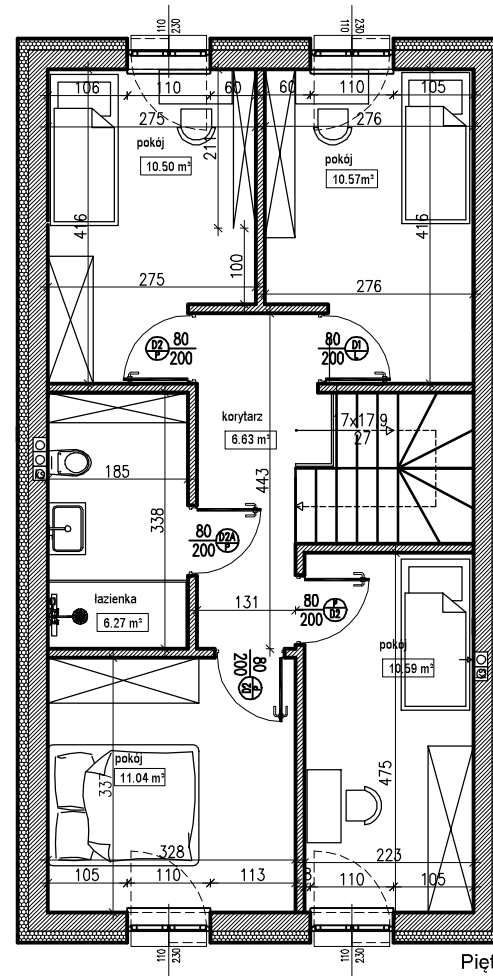 110
230
110
230
106
110
60
60
110
105
275
276
pokój
10.50 m²
211
pokój
10.57m²
416
416
100
275
276
D2
P
80
200
80
200
D1
L
korytarz
6.63 m²
7x17,9
27
185
443
338
80
200
D2A
P
łazienka
6.27 m²
131
80
200
P
D2
80
200
D2
P
pokój
10.59 m²
pokój
11.04 m²
337
475
328
223
105
110
113
8
110
105
110
230
110
230
Pięt